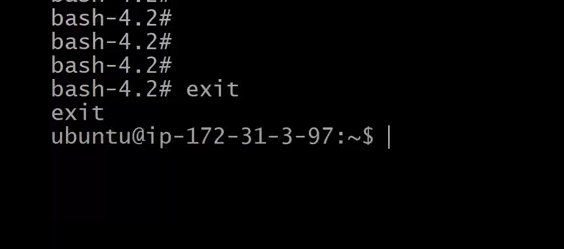 bash-4.2#
bash-4.2#
bash-4.2#
bash-4.2# exit
exit
ubuntu@ip-172-31-3-97:~$